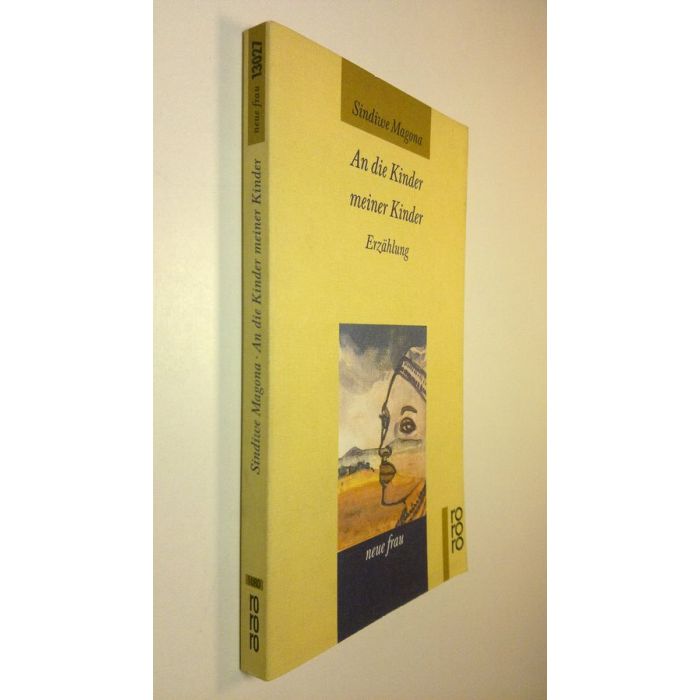 Sindiwe Magona
An die Kinder
meiner Kinder
Erzählung
neue frau
rororo
neue frau 13027
Sindiwe Magona · An die Kinder meiner Kinder
rororo